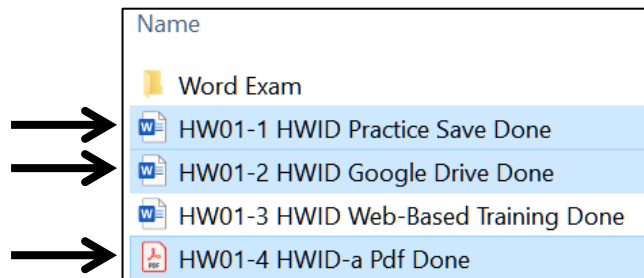 Name
Word Exam
HW01-1 HWID Practice Save Done
HW01-2 HWID Google Drive Done
HW01-3 HWID Web-Based Training Done
HW01-4 HWID-a Pdf Done